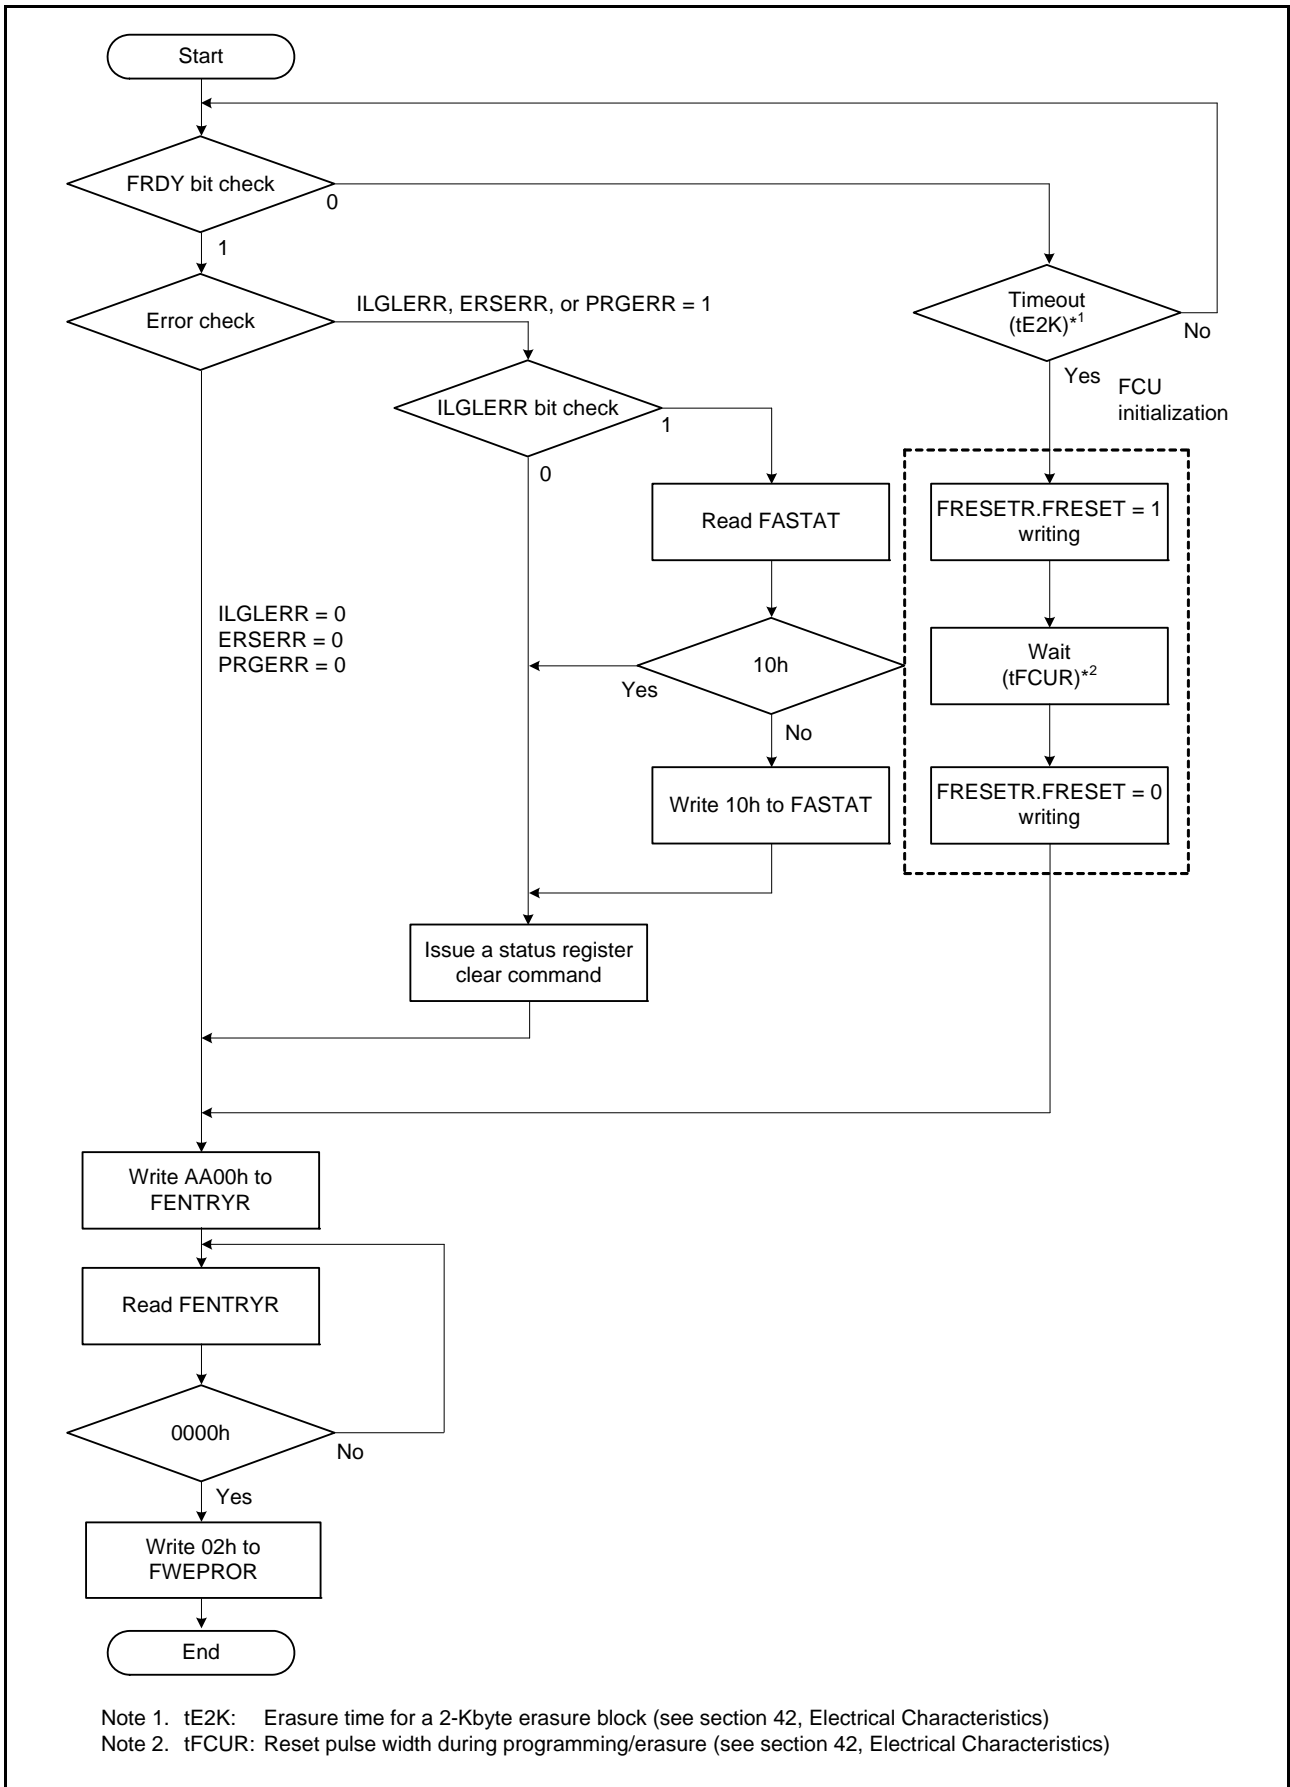 Start
FRDY bit check
0
1
Error check
ILGLERR, ERSERR, or PRGERR = 1
Timeout
(tE2K)*1
No
Yes
FCU
initialization
ILGLERR bit check
1
0
Read FASTAT
FRESETR.FRESET = 1
writing
ILGLERR = 0
ERSERR = 0
PRGERR = 0
10h
Yes
No
Wait
(tFCUR)*2
Write 10h to FASTAT
FRESETR.FRESET = 0
writing
Issue a status register
clear command
Write AA00h to
FENTRYR
Read FENTRYR
0000h
No
Yes
Write 02h to
FWEPROR
End
Note 1. tE2K: Erasure time for a 2-Kbyte erasure block (see section 42, Electrical Characteristics)
Note 2. tFCUR: Reset pulse width during programming/erasure (see section 42, Electrical Characteristics)